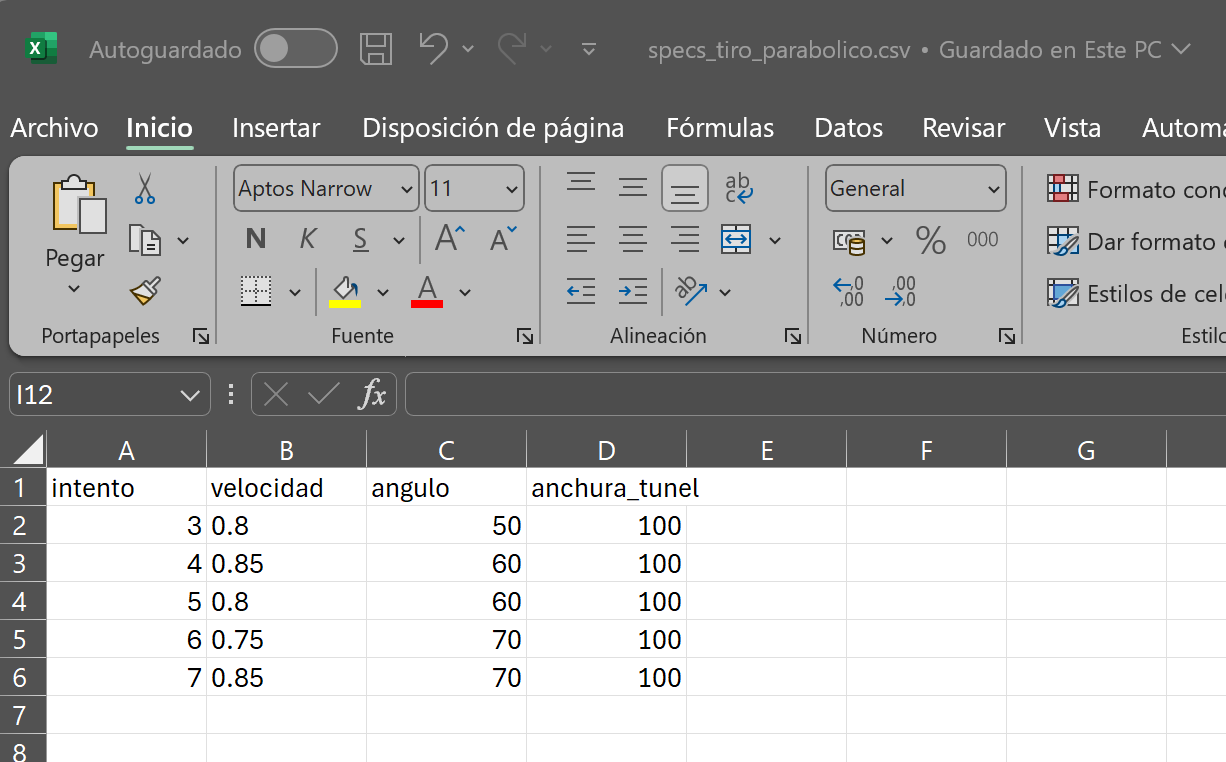 Autoguardado specs_tiro_parabolico.csv • Guardado en Este PC
Archivo Inicio Insertar Disposición de página Fórmulas Datos Revisar Vista Automa
Aptos Narrow 11 ab c General Formato con
Pegar N K S A A % 000 Dar formato
A ab ,0 ,00 ,00 ,0 Estilos de cel
Portapapeles Fuente Alineación Número Estilo
I12 fx
A B C D E F G
1 intento velocidad angulo anchura_tunel
2 3 0.8 50 100
3 4 0.85 60 100
4 5 0.8 60 100
5 6 0.75 70 100
6 7 0.85 70 100
7
8